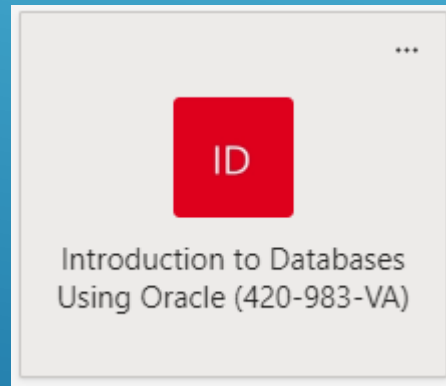 ...
ID
Introduction to Databases
Using Oracle (420-983-VA)